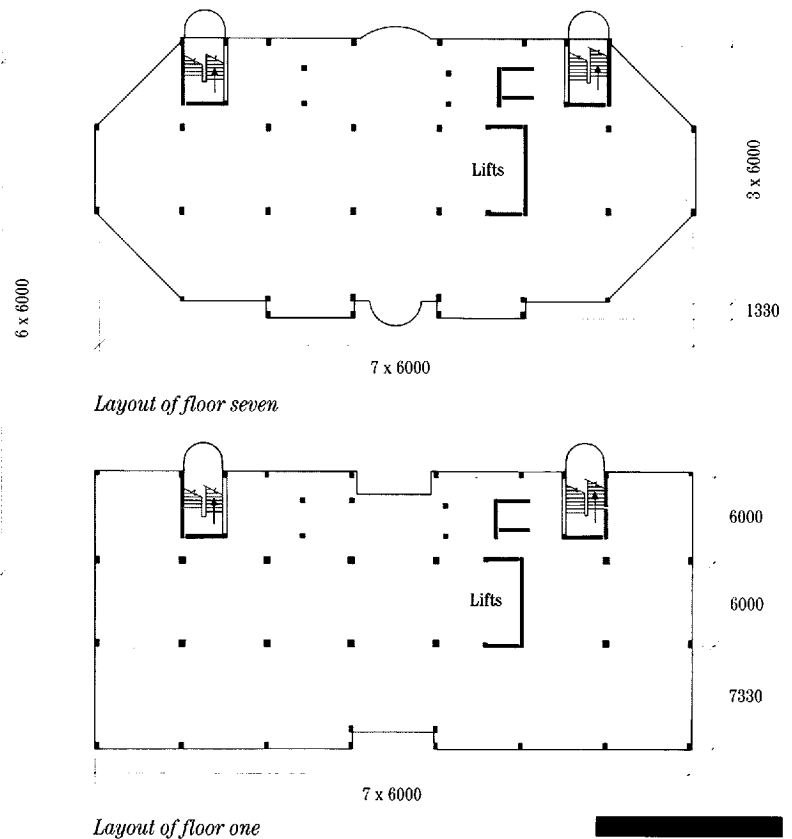 Lifts
3 x 6000
6 x 6000
1330
7 x 6000
Layout of floor seven
6000
Lifts
6000
7330
7 x 6000
Layout of floor one